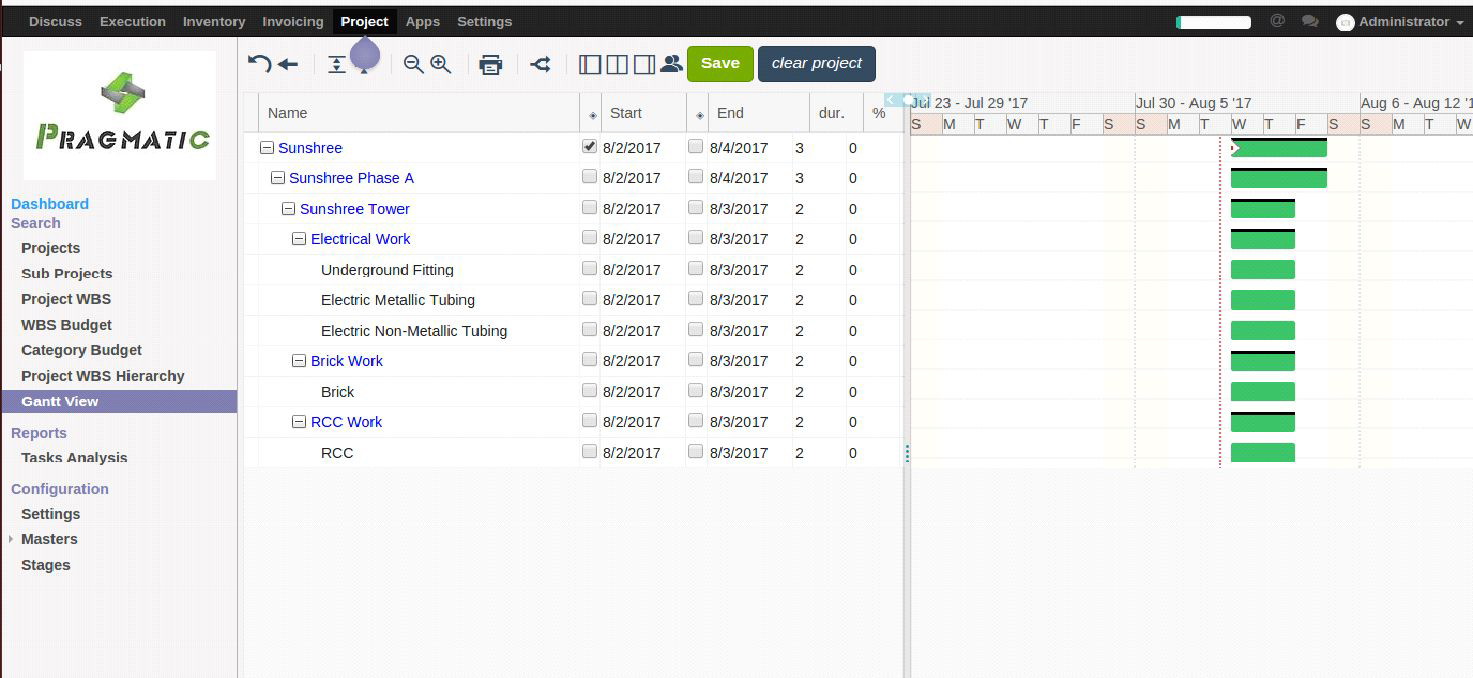 Discuss Execution Inventory Invoicing Project Apps Settings @ Administrator
PRAGMATIC
Dashboard
Search
Projects
Sub Projects
Project WBS
WBS Budget
Category Budget
Project WBS Hierarchy
Gantt View
Reports
Tasks Analysis
Configuration
Settings
Masters
Stages
Save clear project
Name Start End dur. %
Sunshree 8/2/2017 8/4/2017 3 0
Sunshree Phase A 8/2/2017 8/4/2017 3 0
Sunshree Tower 8/2/2017 8/3/2017 2 0
Electrical Work 8/2/2017 8/3/2017 2 0
Underground Fitting 8/2/2017 8/3/2017 2 0
Electric Metallic Tubing 8/2/2017 8/3/2017 2 0
Electric Non-Metallic Tubing 8/2/2017 8/3/2017 2 0
Brick Work 8/2/2017 8/3/2017 2 0
Brick 8/2/2017 8/3/2017 2 0
RCC Work 8/2/2017 8/3/2017 2 0
RCC 8/2/2017 8/3/2017 2 0
Jul 23 - Jul 29 '17 Jul 30 - Aug 5 '17 Aug 6 - Aug 12 '1
S M T W T F S S M T W T F S S M T W